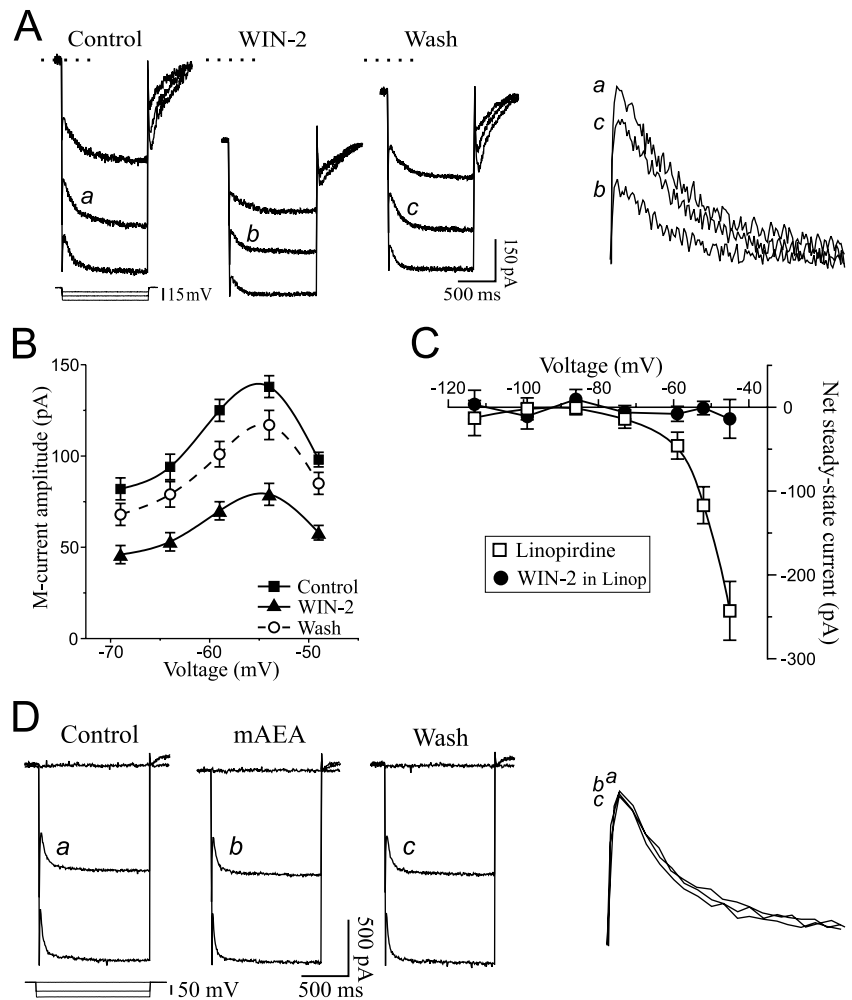 A
Control
WIN-2
Wash
a
b
c
a
c
b
15mV
150 pA
500 ms
B
150
100
50
0
M-current amplitude (pA)
-70
-60
-50
Voltage (mV)
Control
WIN-2
Wash
C
Voltage (mV)
-120
-100
-80
-60
-40
0
-100
-200
-300
Net steady-state current (pA)
Linopirdine
WIN-2 in Linop
D
Control
mAEA
Wash
a
b
c
b a
c
50 mV
500 ms
500 pA